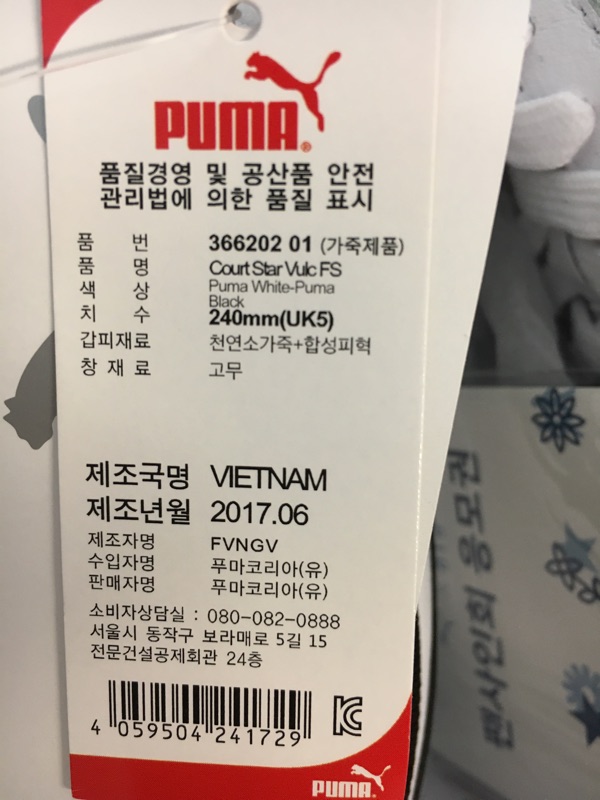 PUMA
품질경영 및 공산품 안전
관리법에 의한 품질 표시
품 번 366202 01 (가죽제품)
품 명 Court Star Vulc FS
색 상 Puma White-Puma
Black
치 수 240mm(UK5)
갑피재료 천연소가죽+합성피혁
창 재 료 고무
제조국명 VIETNAM
제조년월 2017.06
제조자명 FVNGV
수입자명 푸마코리아(유)
판매자명 푸마코리아(유)
소비자상담실 : 080-082-0888
서울시 동작구 보라매로 5길 15
전문건설공제회관 24층
4 059504 241729
PUMA
팬사인회 응모권